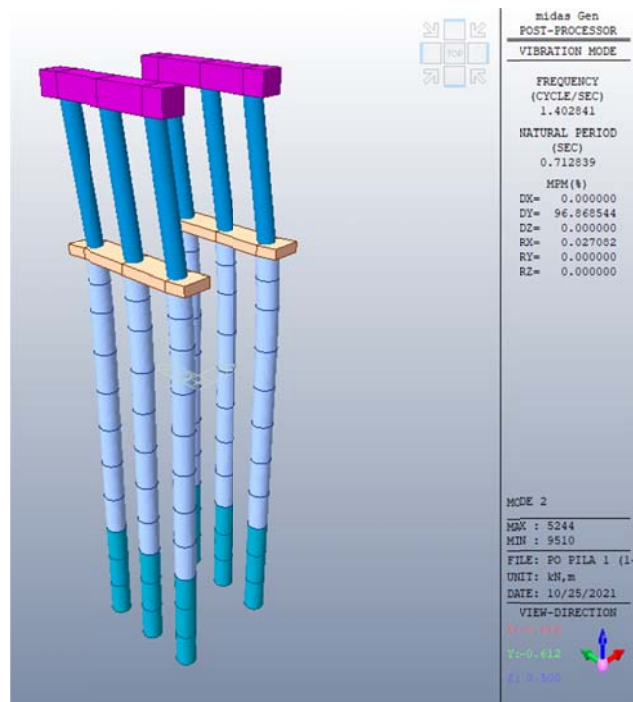 TOP
midas Gen
POST-PROCESSOR
VIBRATION MODE
FREQUENCY
(CYCLE/SEC)
1.402841
NATURAL PERIOD
(SEC)
0.712839
MPM(%)
DX= 0.000000
DY= 96.868544
DZ= 0.000000
RX= 0.027082
RY= 0.000000
RZ= 0.000000
MODE 2
MAX : 5244
MIN : 9510
FILE: PO PILA 1 (1-
UNIT: kN,m
DATE: 10/25/2021
VIEW-DIRECTION
Y:-0.612